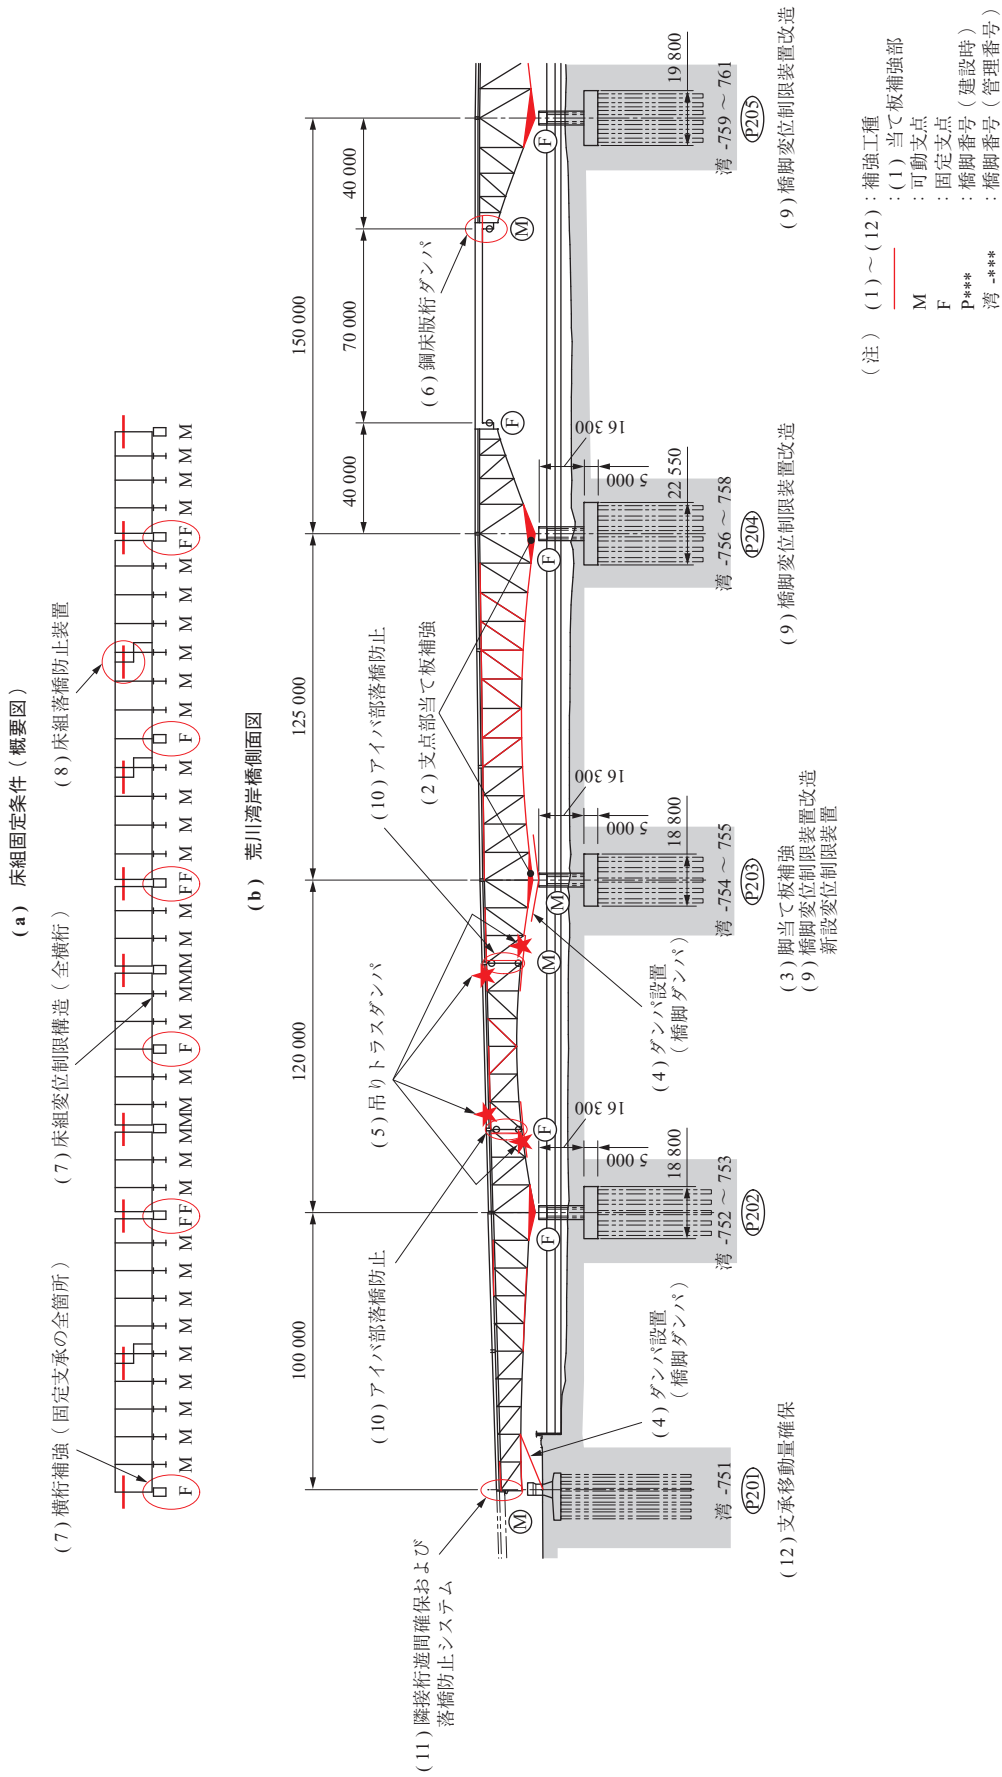 (a) 床組固定条件（概要図）
(7)横桁補強（固定支承の全箇所）
(7)床組変位制限構造（全横桁）
(8)床組落橋防止装置
F M M M M M M M M M FF M M MM M M F M M MM M M FF M M M M F M M M M M M FF M M M M
(b) 荒川湾岸橋側面図
100 000
120 000
125 000
150 000
40 000
70 000
40 000
(11)隣接桁遊間確保および
落橋防止システム
(10)アイバ部落橋防止
(5)吊りトラスダンパ
(10)アイバ部落橋防止
(2)支点部当て板補強
(6)鋼床版桁ダンパ
M
F
F
M
M
F
F
M
F
(4)ダンパ設置
（橋脚ダンパ）
(4)ダンパ設置
（橋脚ダンパ）
16 300
5 000
18 800
16 300
5 000
18 800
16 300
5 000
22 550
19 800
湾-751
湾-752～753
湾-754～755
湾-756～758
湾-759～761
P201
P202
P203
P204
P205
(12)支承移動量確保
(3)脚当て板補強
(9)橋脚変位制限装置改造
新設変位制限装置
(9)橋脚変位制限装置改造
(9)橋脚変位制限装置改造
（注） (1)～(12)：補強工種
：(1)当て板補強部
M ：可動支点
F ：固定支点
P*** ：橋脚番号（建設時）
湾-*** ：橋脚番号（管理番号）